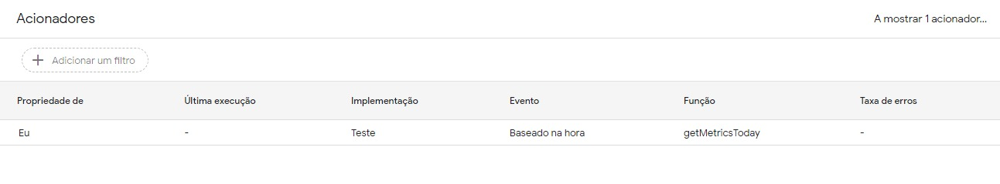 Acionadores
A mostrar 1 acionador...
Adicionar um filtro
Propriedade de Última execução Implementação Evento Função Taxa de erros
Eu - Teste Baseado na hora getMetricsToday -